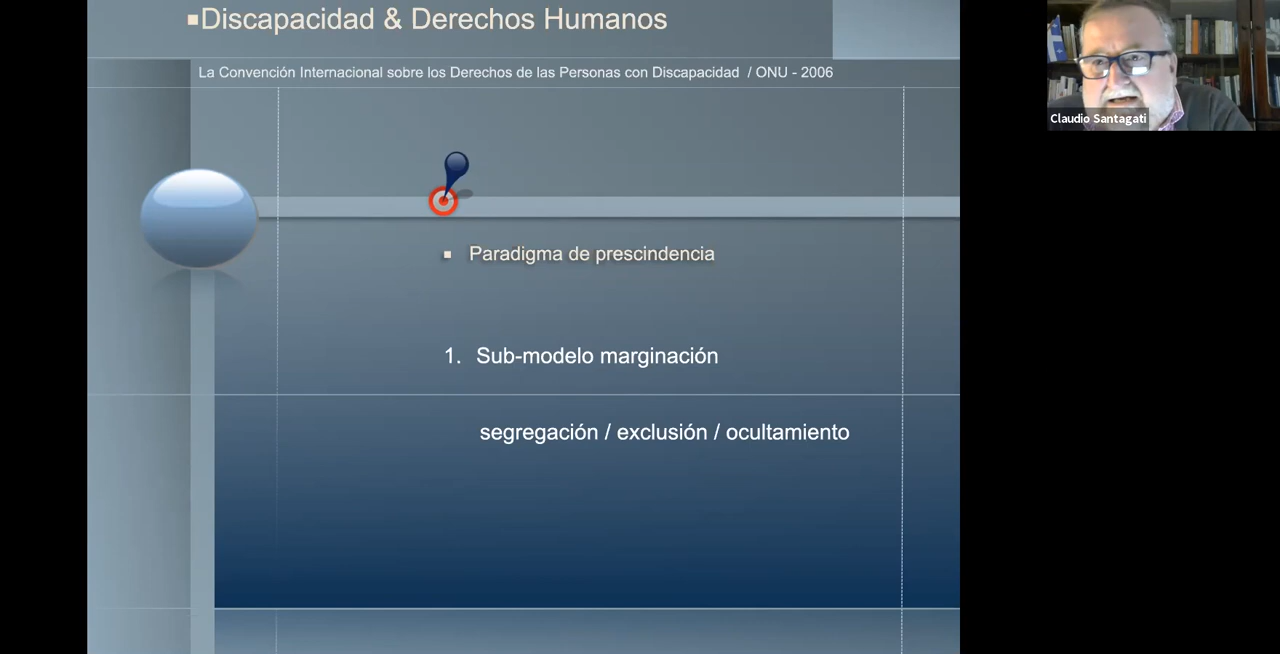 ▪Discapacidad & Derechos Humanos
La Convención Internacional sobre los Derechos de las Personas con Discapacidad / ONU - 2006
▪ Paradigma de prescindencia
1. Sub-modelo marginación
segregación / exclusión / ocultamiento
Claudio Santagati